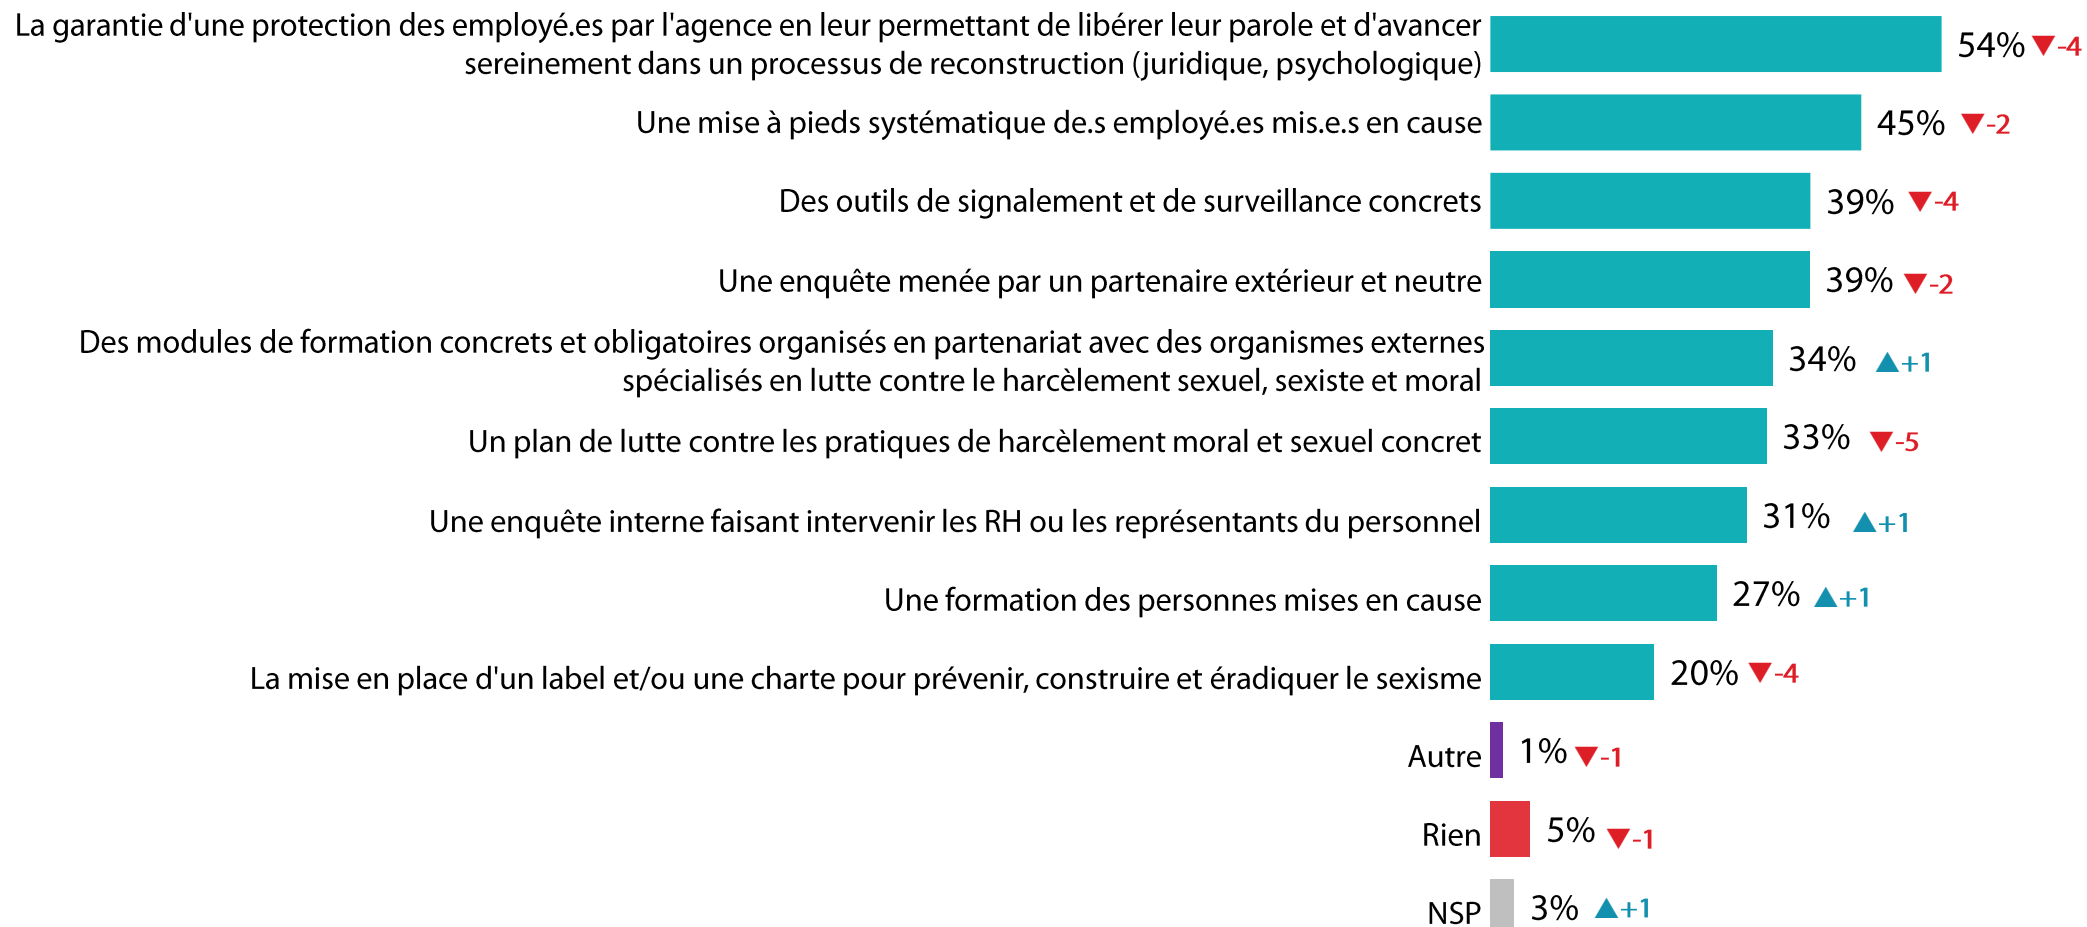 La garantie d'une protection des employé.es par l'agence en leur permettant de libérer leur parole et d'avancer
sereinement dans un processus de reconstruction (juridique, psychologique)
54% ▼-4
Une mise à pieds systématique de.s employé.es mis.e.s en cause
45% ▼-2
Des outils de signalement et de surveillance concrets
39% ▼-4
Une enquête menée par un partenaire extérieur et neutre
39% ▼-2
Des modules de formation concrets et obligatoires organisés en partenariat avec des organismes externes
spécialisés en lutte contre le harcèlement sexuel, sexiste et moral
34% ▲+1
Un plan de lutte contre les pratiques de harcèlement moral et sexuel concret
33% ▼-5
Une enquête interne faisant intervenir les RH ou les représentants du personnel
31% ▲+1
Une formation des personnes mises en cause
27% ▲+1
La mise en place d'un label et/ou une charte pour prévenir, construire et éradiquer le sexisme
20% ▼-4
Autre
1% ▼-1
Rien
5% ▼-1
NSP
3% ▲+1